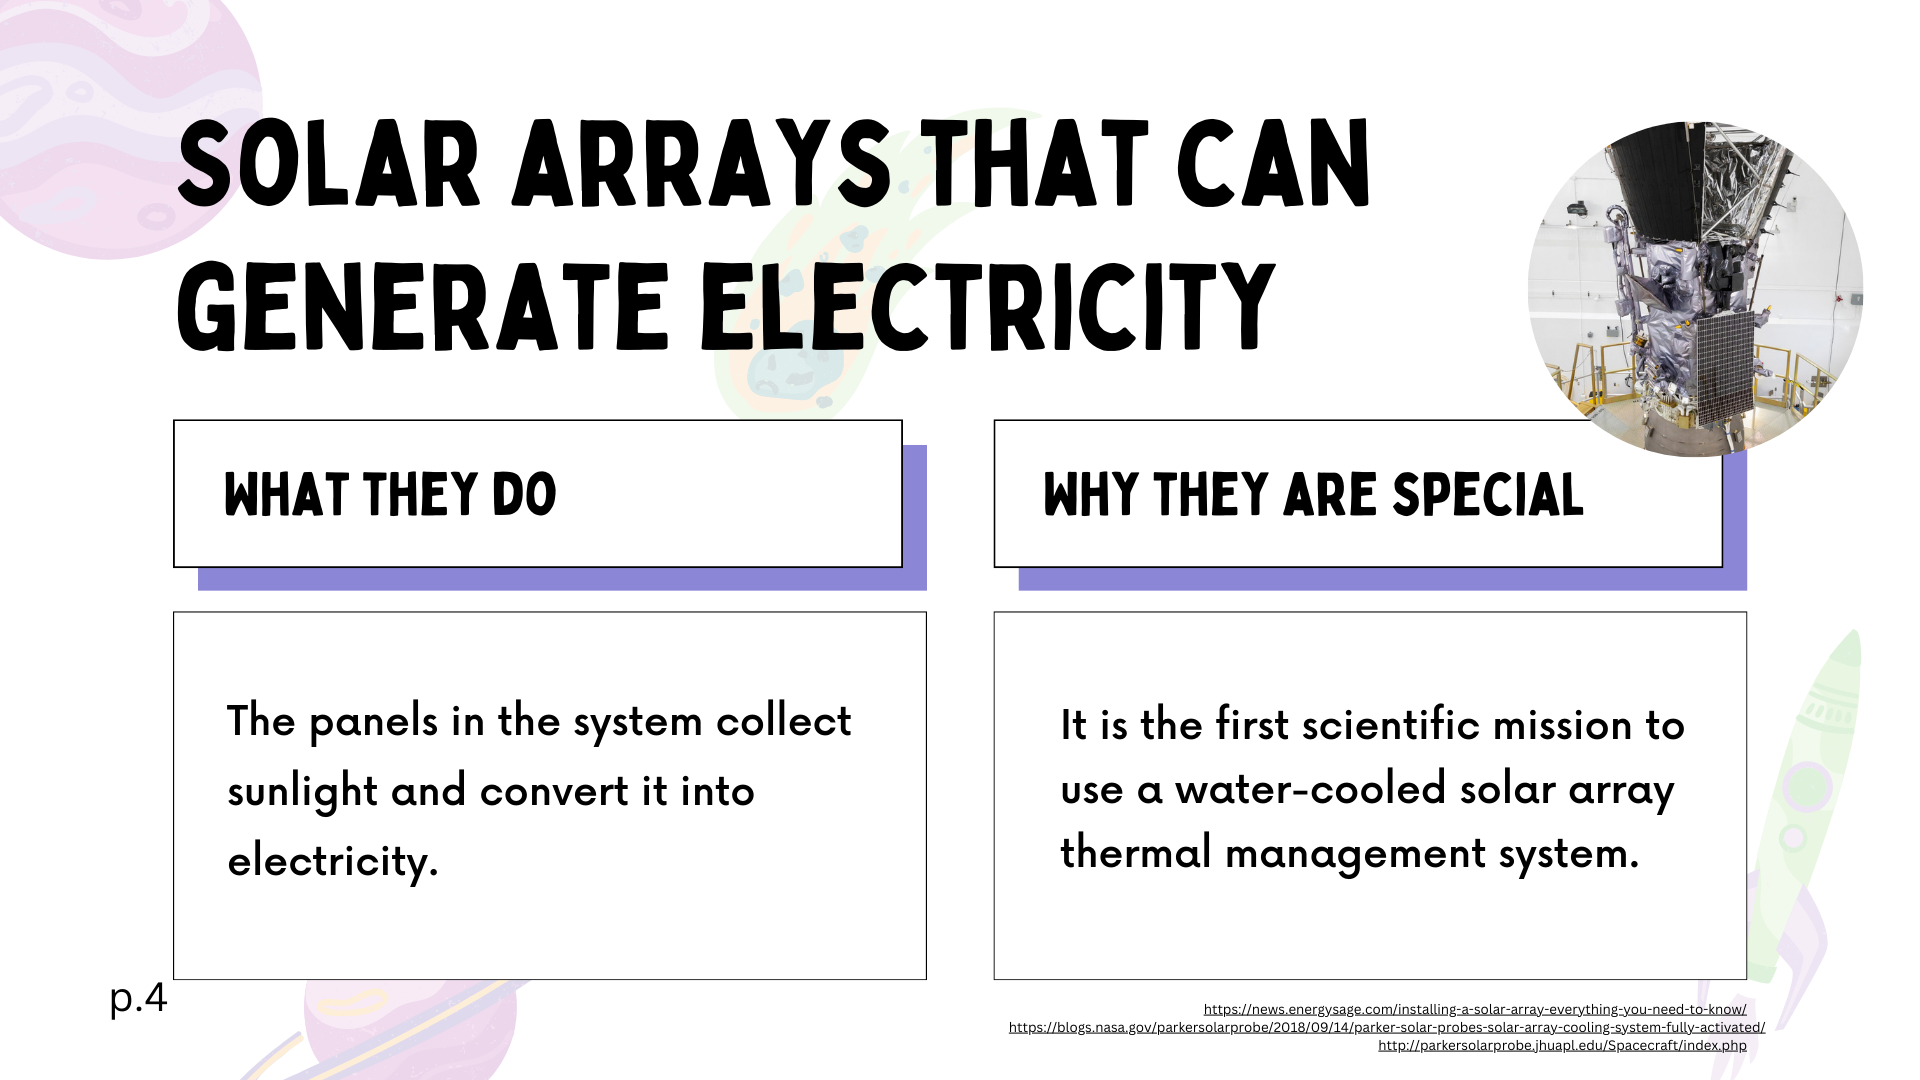 SOLAR ARRAYS THAT CAN
GENERATE ELECTRICITY
WHAT THEY DO
The panels in the system collect
sunlight and convert it into
electricity.
WHY THEY ARE SPECIAL
It is the first scientific mission to
use a water-cooled solar array
thermal management system.
p.4
https://news.energysage.com/installing-a-solar-array-everything-you-need-to-know/
https://blogs.nasa.gov/parkersolarprobe/2018/09/14/parker-solar-probes-solar-array-cooling-system-fully-activated/
http://parkersolarprobe.jhuapl.edu/Spacecraft/index.php